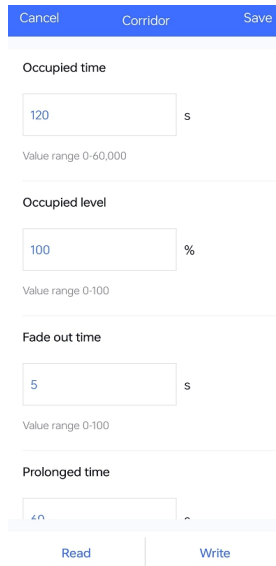 Cancel Corridor Save
Occupied time
120 s
Value range 0-60,000
Occupied level
100 %
Value range 0-100
Fade out time
5 s
Value range 0-100
Prolonged time
60 s
Read Write